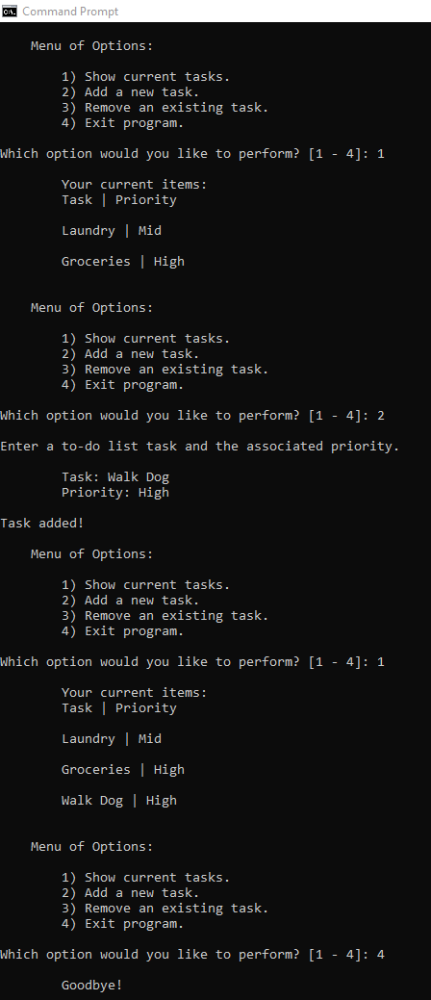 Command Prompt
Menu of Options:
1) Show current tasks.
2) Add a new task.
3) Remove an existing task.
4) Exit program.
Which option would you like to perform? [1 - 4]: 1
Your current items:
Task | Priority
Laundry | Mid
Groceries | High
Menu of Options:
1) Show current tasks.
2) Add a new task.
3) Remove an existing task.
4) Exit program.
Which option would you like to perform? [1 - 4]: 2
Enter a to-do list task and the associated priority.
Task: Walk Dog
Priority: High
Task added!
Menu of Options:
1) Show current tasks.
2) Add a new task.
3) Remove an existing task.
4) Exit program.
Which option would you like to perform? [1 - 4]: 1
Your current items:
Task | Priority
Laundry | Mid
Groceries | High
Walk Dog | High
Menu of Options:
1) Show current tasks.
2) Add a new task.
3) Remove an existing task.
4) Exit program.
Which option would you like to perform? [1 - 4]: 4
Goodbye!